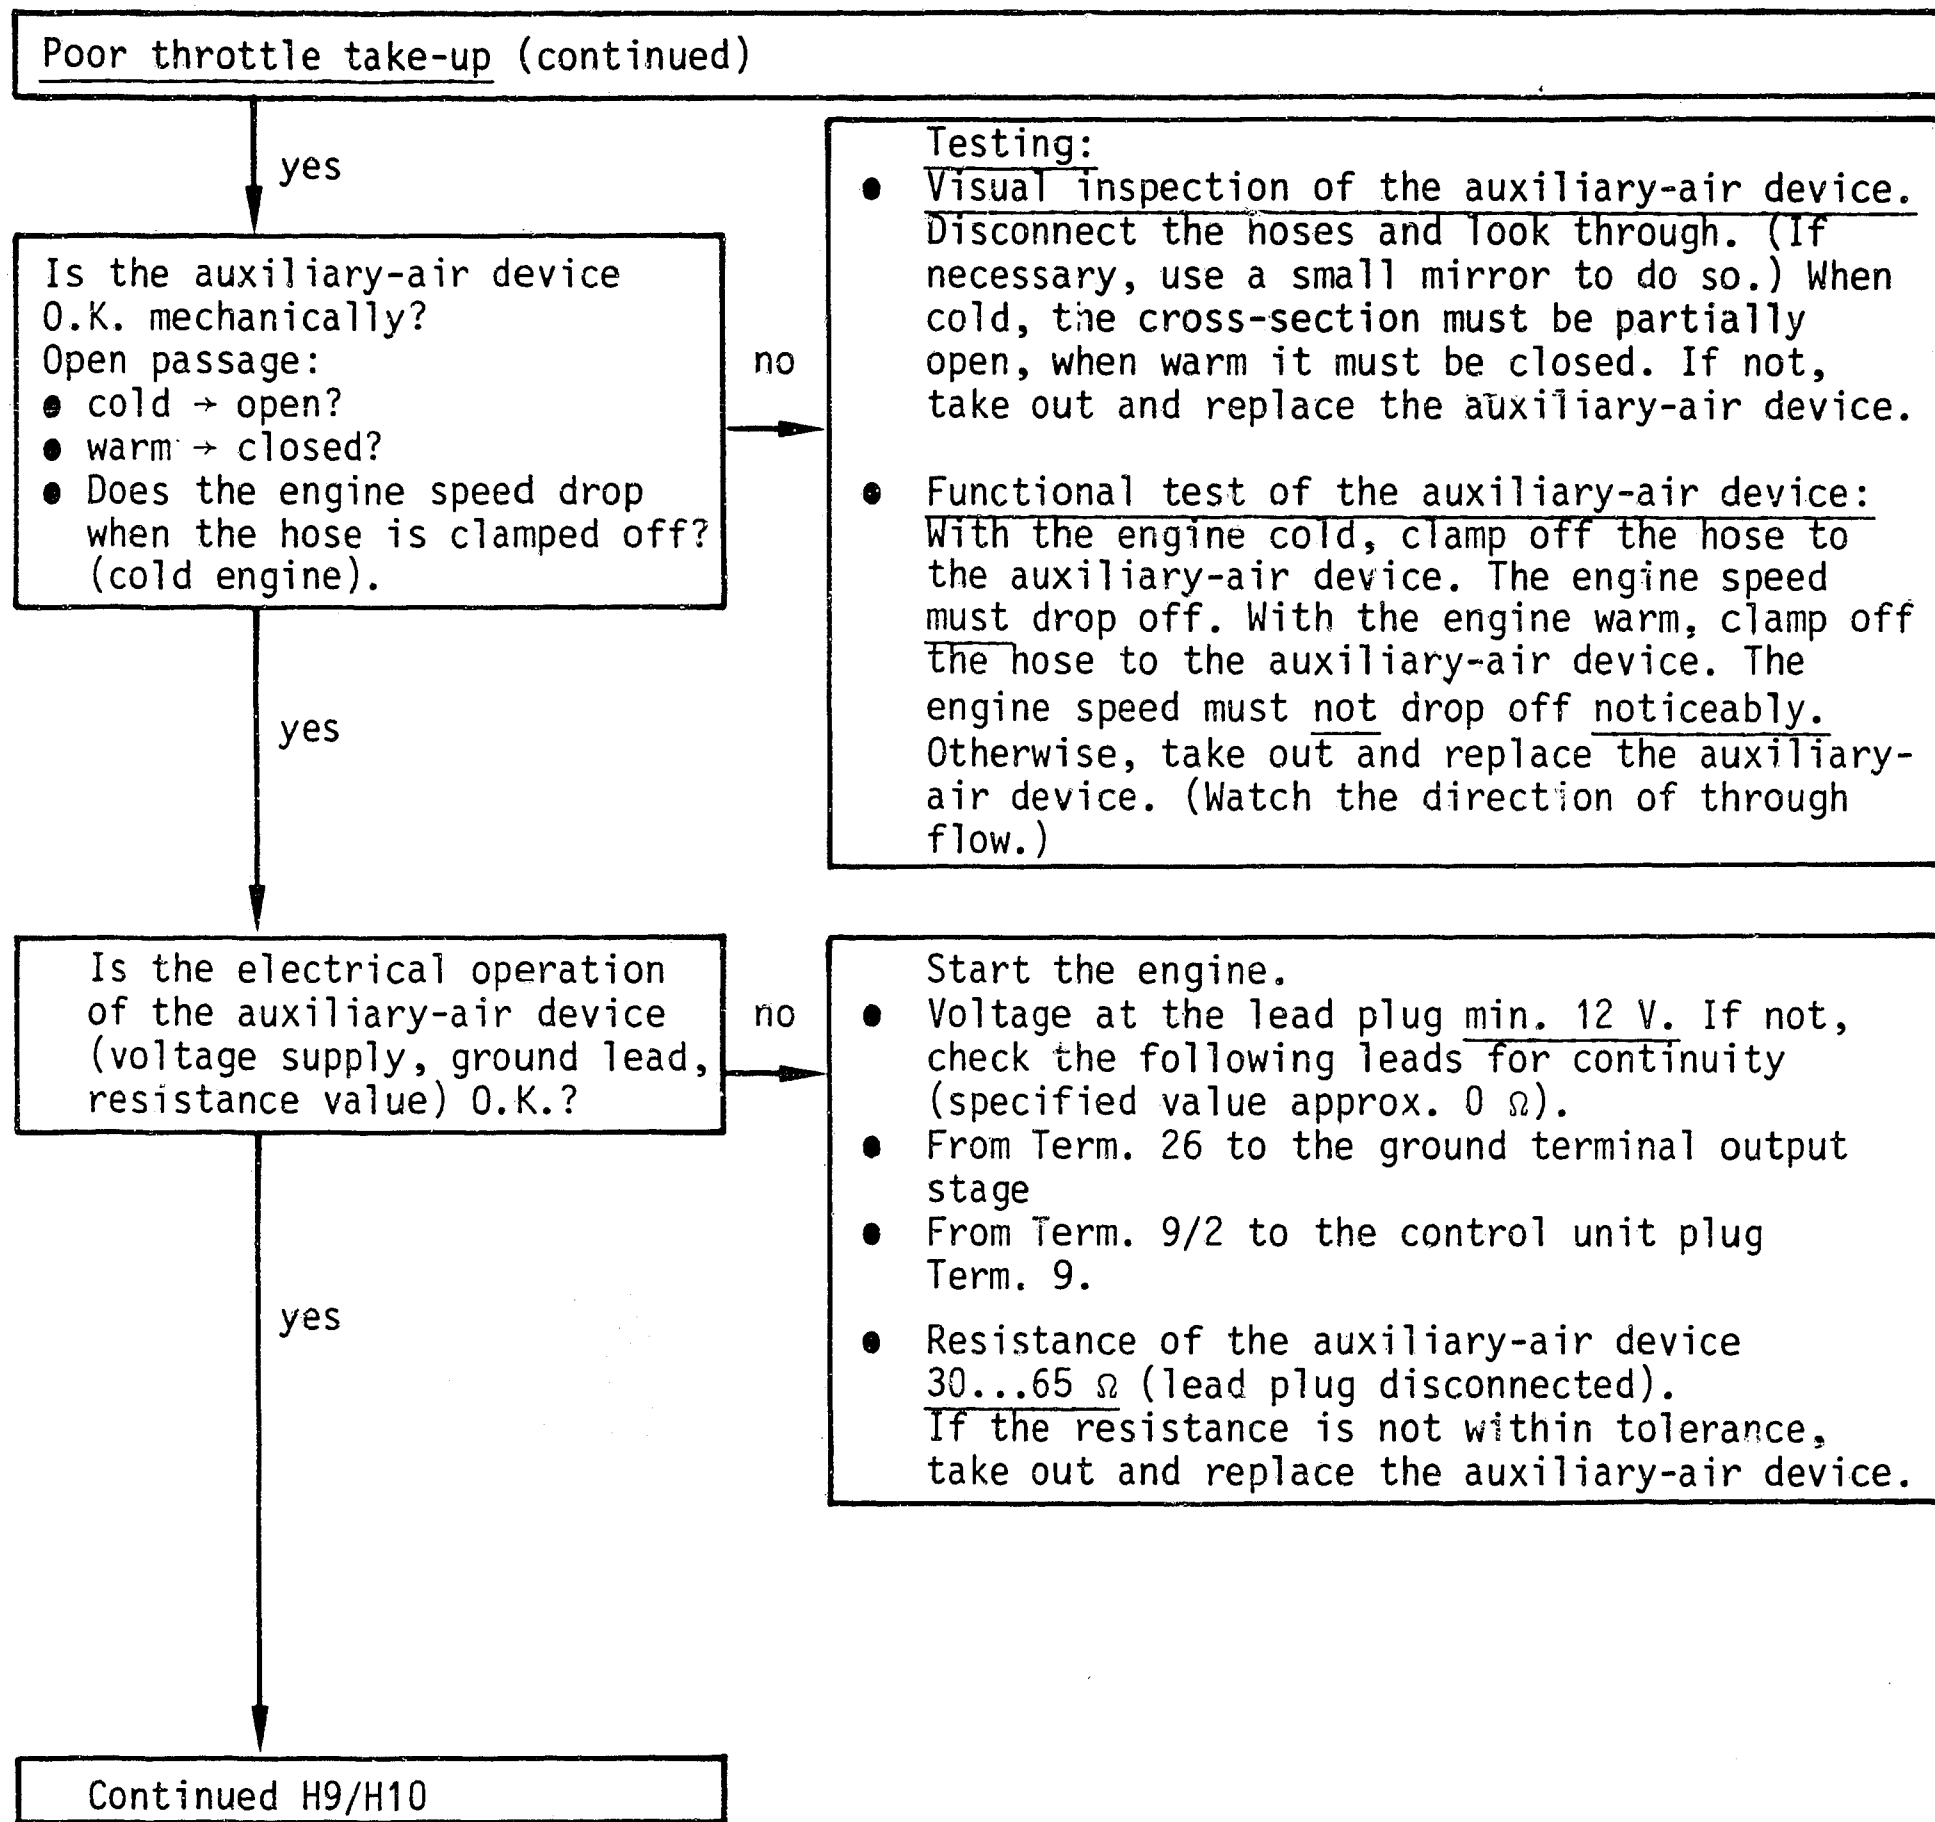 Poor throttle take-up (continued)
yes
Is the auxiliary-air device
O.K. mechanically?
Open passage:
● cold → open?
● warm → closed?
● Does the engine speed drop
when the hose is clamped off?
(cold engine).
no
Testing:
● Visual inspection of the auxiliary-air device.
Disconnect the hoses and look through. (If
necessary, use a small mirror to do so.) When
cold, the cross-section must be partially
open, when warm it must be closed. If not,
take out and replace the auxiliary-air device.
● Functional test of the auxiliary-air device:
With the engine cold, clamp off the hose to
the auxiliary-air device. The engine speed
must drop off. With the engine warm, clamp off
the hose to the auxiliary-air device. The
engine speed must not drop off noticeably.
Otherwise, take out and replace the auxiliary-
air device. (Watch the direction of through
flow.)
yes
Is the electrical operation
of the auxiliary-air device
(voltage supply, ground lead,
resistance value) O.K.?
no
Start the engine.
● Voltage at the lead plug min. 12 V. If not,
check the following leads for continuity
(specified value approx. 0 Ω).
● From Term. 26 to the ground terminal output
stage
● From Term. 9/2 to the control unit plug
Term. 9.
● Resistance of the auxiliary-air device
30...65 Ω (lead plug disconnected).
If the resistance is not within tolerance,
take out and replace the auxiliary-air device.
yes
Continued H9/H10